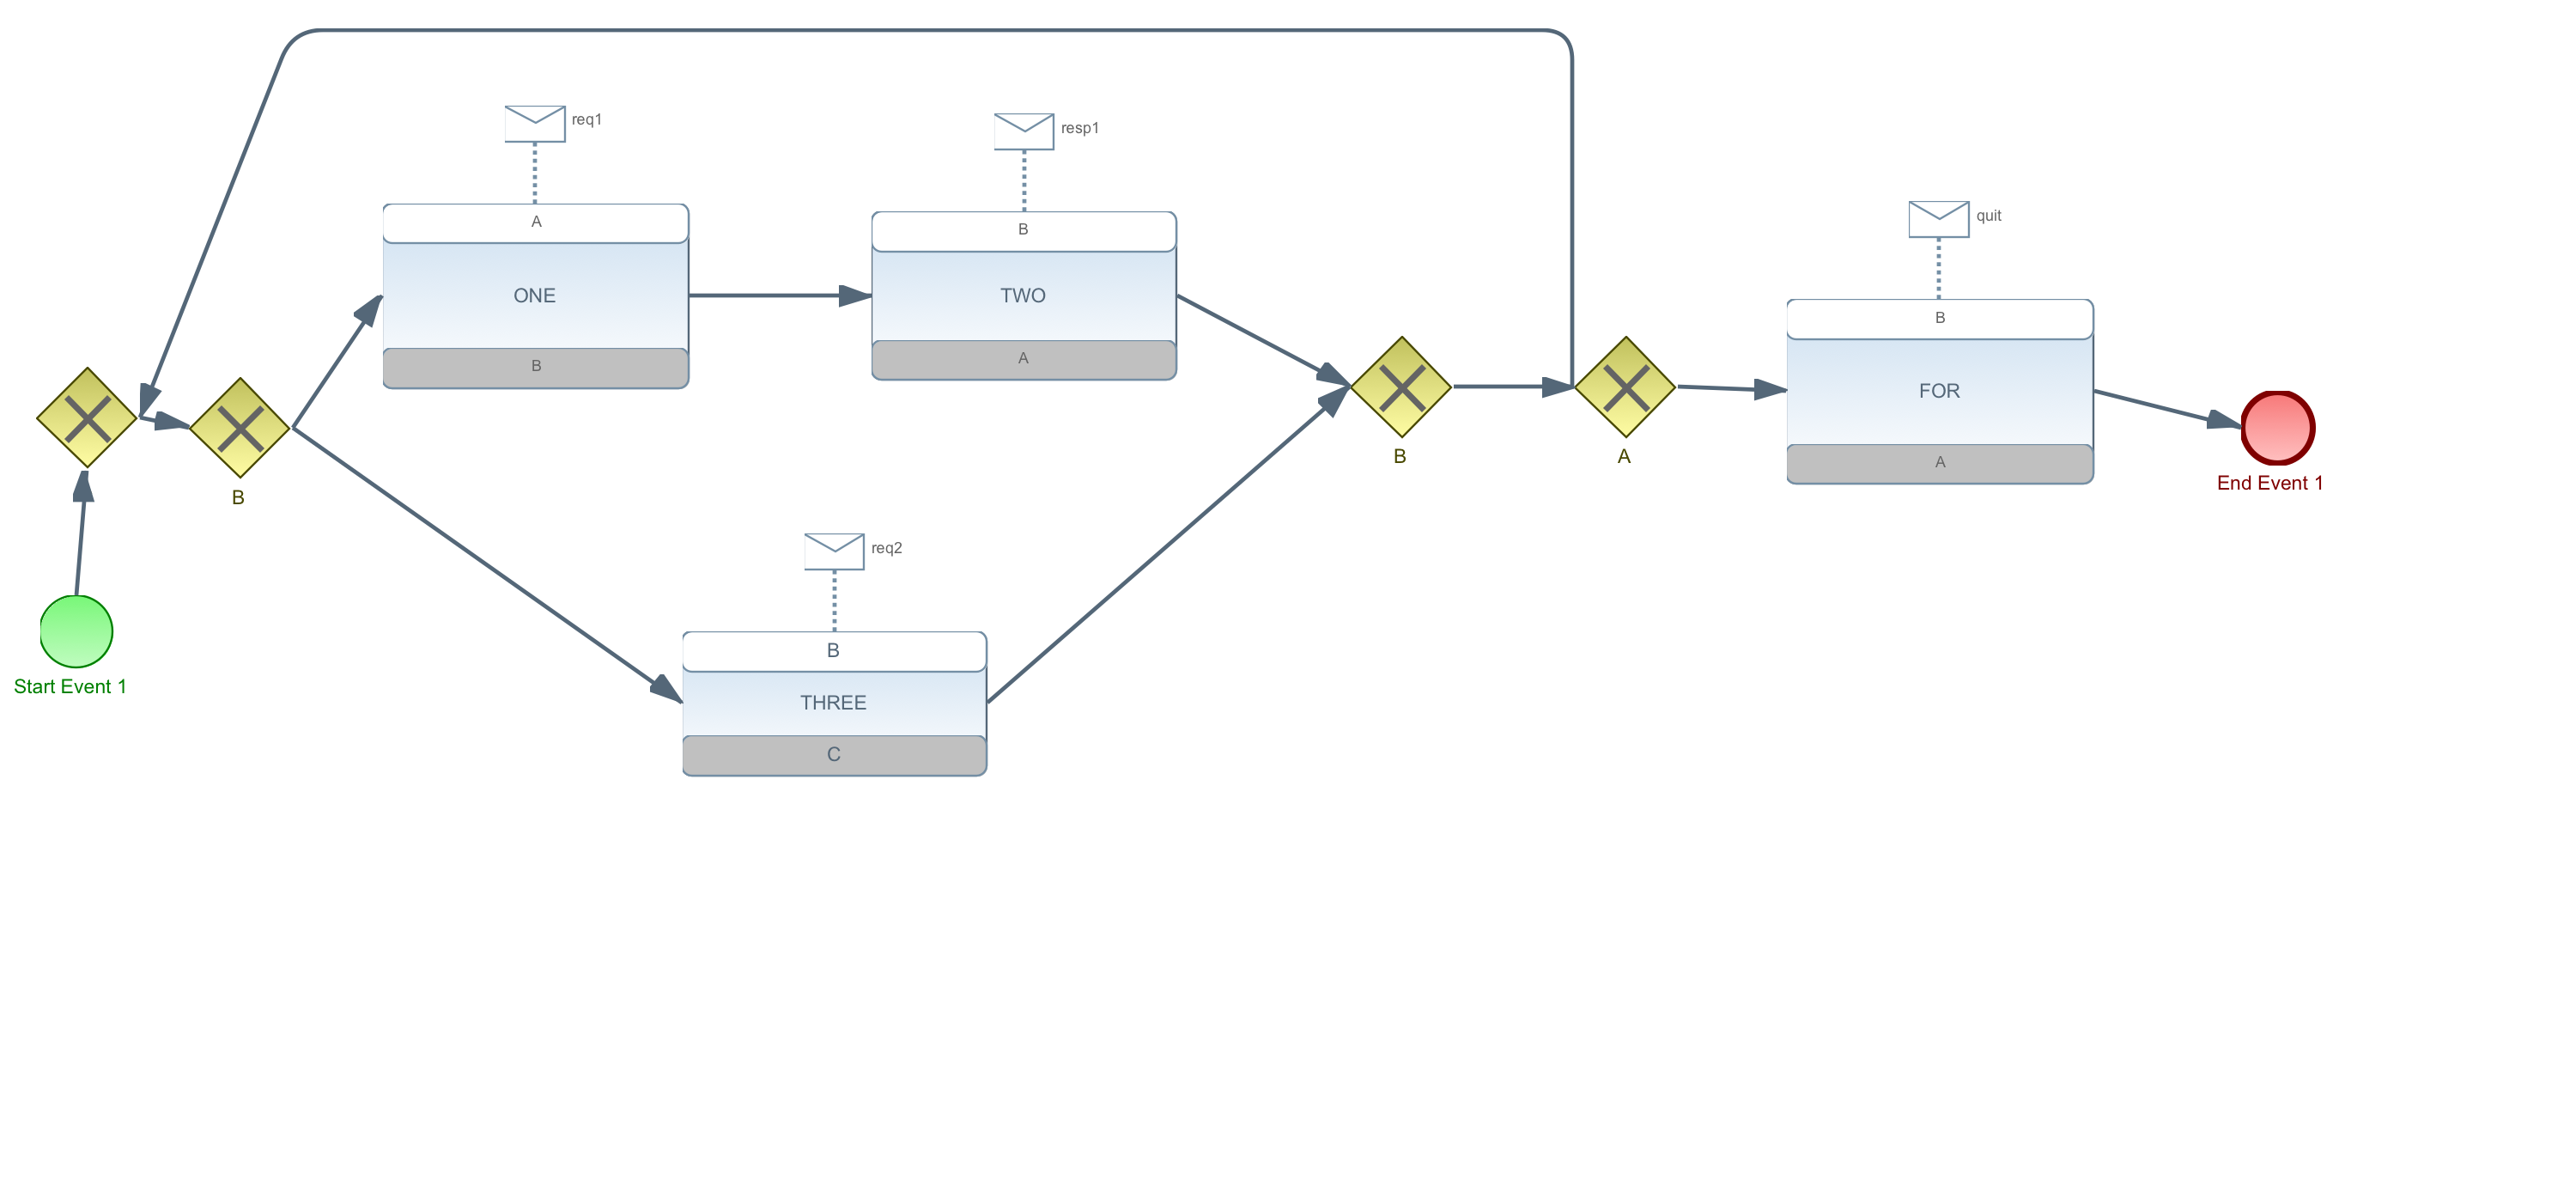 req1
A
ONE
B
resp1
B
TWO
A
quit
B
FOR
A
B
A
End Event 1
B
req2
B
THREE
C
Start Event 1